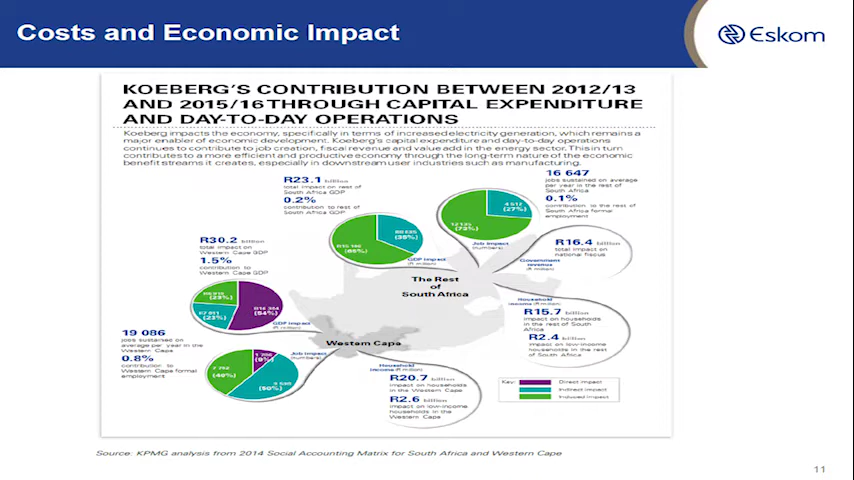 Costs and Economic Impact
Eskom
KOEBERG'S CONTRIBUTION BETWEEN 2012/13
AND 2015/16 THROUGH CAPITAL EXPENDITURE
AND DAY-TO-DAY OPERATIONS
Koeberg impacts the economy, specifically in terms of increased electricity generation, which remains a
major enabler of economic development. Koeberg's capital expenditure and day-to-day operations
continues to contribute to job creation, fiscal revenue and value add in the energy sector. This in turn
contributes to a more efficient and productive economy through the long-term nature of the economic
benefit streams it creates, especially in downstream user industries such as manufacturing.
R23.1 billion
total impact on rest of
South Africa GDP
0.2%
contribution to rest of
South Africa GDP
16 647
jobs sustained on average
per year in the rest of
South Africa
0.1%
contribution to the rest of
South Africa formal
employment
(27%)
(73%)
Job impact
(numbers)
GDP impact
(R million)
R30.2 billion
total impact on
Western Cape GDP
1.5%
contribution to
Western Cape GDP
R16.4 billion
total impact on
national fiscus
Government
revenue
(R million)
The Rest
of
South Africa
(23%)
(54%)
GDP impact
(R million)
Household
income (R million)
R15.7 billion
impact on households
in the rest of South
Africa
R2.4 billion
impact on low-income
households in the rest
of South Africa
19 086
jobs sustained on
average per year in the
Western Cape
0.8%
contribution to
Western Cape formal
employment
Western Cape
Job impact
(numbers)
(50%)
Household
income (R million)
R20.7 billion
impact on households
in the Western Cape
R2.6 billion
impact on low-income
households in the
Western Cape
Key:
Direct impact
Indirect impact
Induced impact
Source: KPMG analysis from 2014 Social Accounting Matrix for South Africa and Western Cape
11